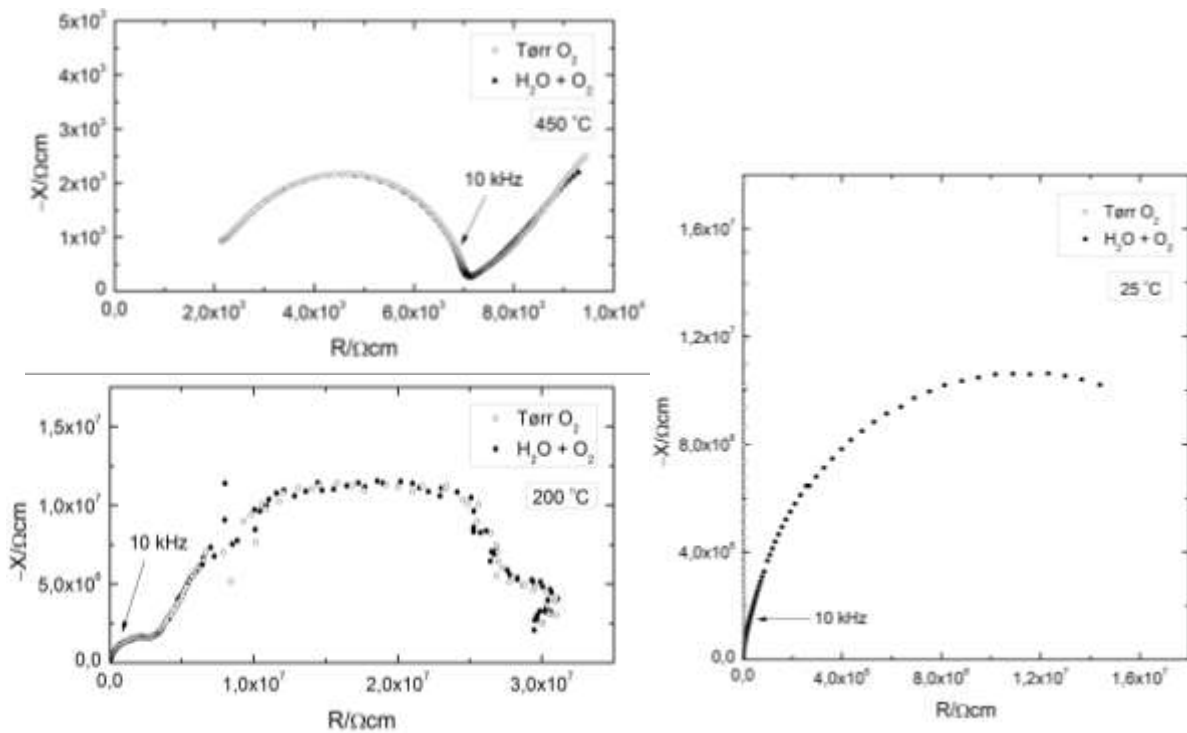 5x10³
4x10³
3x10³
2x10³
1x10³
0
-X/Ωcm
Tørr O₂
H₂O + O₂
450 °C
10 kHz
0,0 2,0x10³ 4,0x10³ 6,0x10³ 8,0x10³ 1,0x10⁴
R/Ωcm
1,5x10⁷
1,0x10⁷
5,0x10⁶
0,0
-X/Ωcm
Tørr O₂
H₂O + O₂
200 °C
10 kHz
0,0 1,0x10⁷ 2,0x10⁷ 3,0x10⁷
R/Ωcm
1,6x10⁷
1,2x10⁷
8,0x10⁶
4,0x10⁶
0,0
-X/Ωcm
Tørr O₂
H₂O + O₂
25 °C
10 kHz
0,0 4,0x10⁶ 8,0x10⁶ 1,2x10⁷ 1,6x10⁷
R/Ωcm